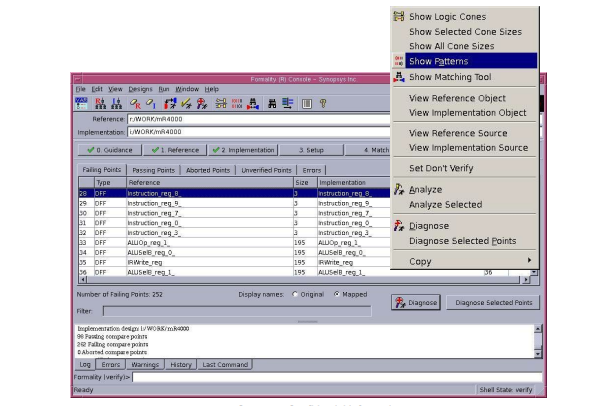 Show Logic Cones
Show Selected Cone Sizes
Show All Cone Sizes
Show Patterns
Show Matching Tool
View Reference Object
View Implementation Object
View Reference Source
View Implementation Source
Set Don't Verify
Analyze
Analyze Selected
Diagnose
Diagnose Selected Points
Copy
Formality (R) Console - Synopsys Inc.
File Edit View Designs Run Window Help
Reference: r:/WORK/mR4000
Implementation: i:/WORK/mR4000
0. Guidance 1. Reference 2. Implementation 3. Setup 4. Match
Failing Points Passing Points Aborted Points Unverified Points Errors
Type Reference Size Implementation
28 DFF Instruction_reg_8_ 3 Instruction_reg_8_
29 DFF Instruction_reg_9_ 3 Instruction_reg_9_
30 DFF Instruction_reg_7_ 3 Instruction_reg_7_
31 DFF Instruction_reg_0_ 3 Instruction_reg_0_
32 DFF Instruction_reg_3_ 3 Instruction_reg_3_
33 DFF ALUOp_reg_1_ 195 ALUOp_reg_1_
34 DFF ALUSelB_reg_0_ 195 ALUSelB_reg_0_
35 DFF IRWrite_reg 195 IRWrite_reg
36 DFF ALUSelB_reg_1_ 195 ALUSelB_reg_1_ 36
Number of Failing Points: 252 Display names: Original Mapped
Diagnose Diagnose Selected Points
Filter:
Implementation design: i:/WORK/mR4000
96 Passing compare points
252 Failing compare points
0 Aborted compare points
Log Errors Warnings History Last Command
Formality (verify)>
Ready Shell State: verify